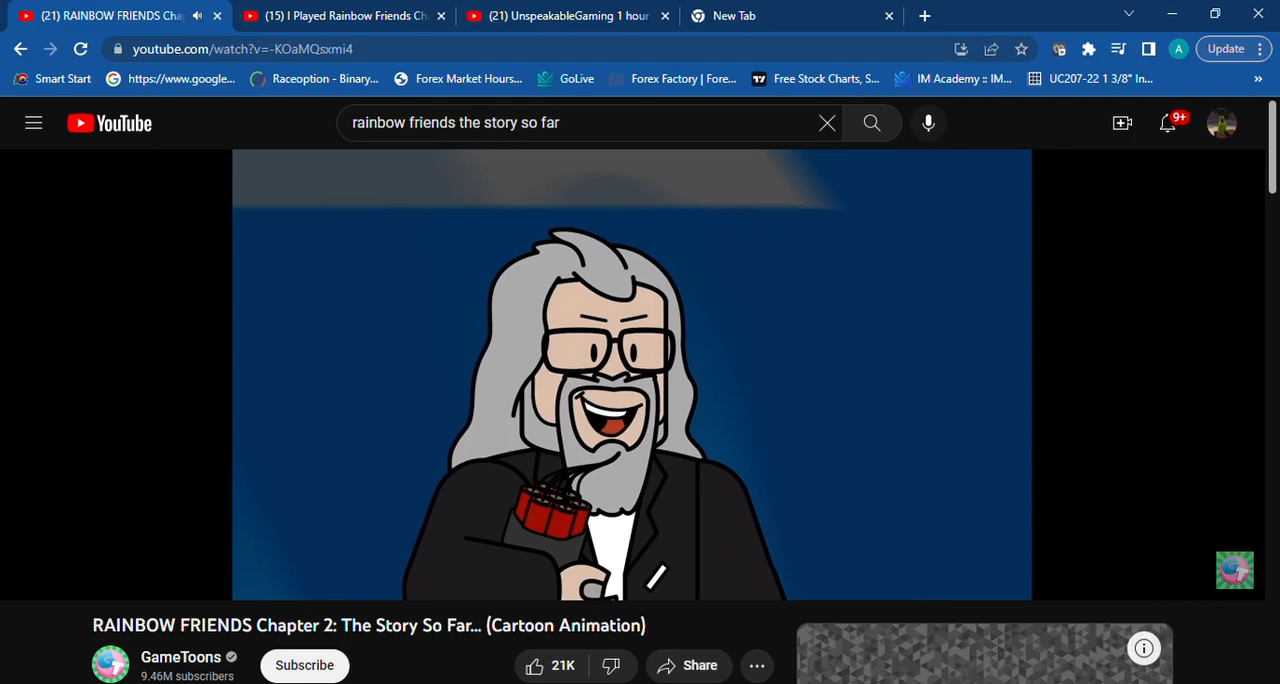 (21) RAINBOW FRIENDS Cha
(15) I Played Rainbow Friends Ch
(21) UnspeakableGaming 1 hour
New Tab
youtube.com/watch?v=-KOaMQsxmi4
A
Update
Smart Start
https://www.google...
Raceoption - Binary...
Forex Market Hours...
GoLive
Forex Factory | Fore...
Free Stock Charts, S...
IM Academy :: IM...
UC207-22 1 3/8" In...
»
YouTube
rainbow friends the story so far
9+
GT
RAINBOW FRIENDS Chapter 2: The Story So Far... (Cartoon Animation)
GameToons
9.46M subscribers
Subscribe
21K
Share